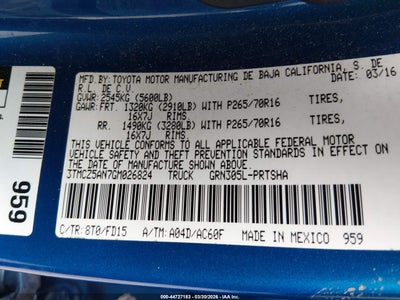 MFD.BY: TOYOTA MOTOR MANUFACTURING DE BAJA CALIFORNIA, S. DE
R.L. DE C.V. DATE: 03/16
GVWR: 2545KG (5600LB)
GAWR: FRT. 1320KG (2910LB) WITH P265/70R16 TIRES,
16X7J RIMS
RR. 1490KG (3280LB) WITH P265/70R16 TIRES,
16X7J RIMS
THIS VEHICLE CONFORMS TO ALL APPLICABLE FEDERAL MOTOR
VEHICLE SAFETY AND BUMPER STANDARDS IN EFFECT ON THE
DATE OF MANUFACTURE SHOWN ABOVE.
3TMCZ5AN7GM026824 TRUCK GRN305L-PRTSHA
C/TR: 8T0/FD15 A/TM: A04D/AC60F MADE IN MEXICO 959
959
000-44727183 - 03/30/2026 - COPYRIGHT IAA, LLC.